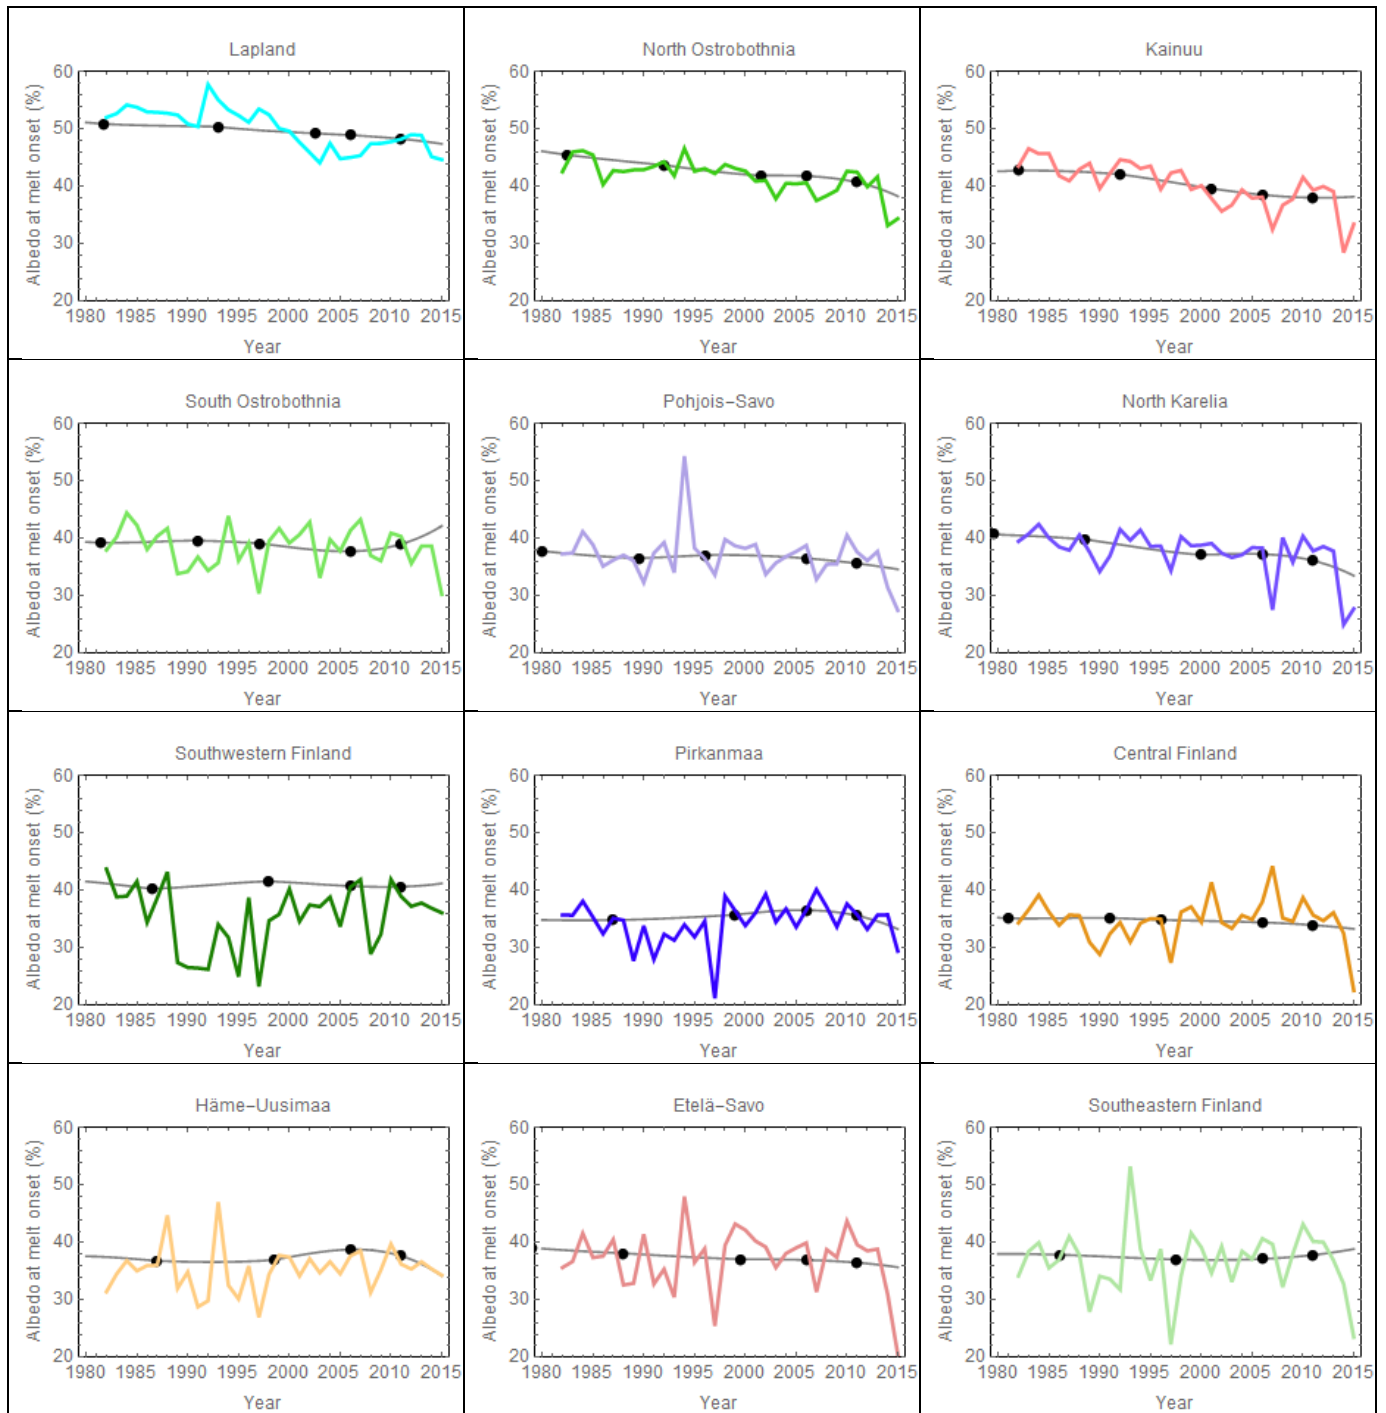 Lapland
Albedo at melt onset (%)
60
50
40
30
20
1980 1985 1990 1995 2000 2005 2010 2015
Year
North Ostrobothnia
Albedo at melt onset (%)
60
50
40
30
20
1980 1985 1990 1995 2000 2005 2010 2015
Year
Kainuu
Albedo at melt onset (%)
60
50
40
30
20
1980 1985 1990 1995 2000 2005 2010 2015
Year
South Ostrobothnia
Albedo at melt onset (%)
60
50
40
30
20
1980 1985 1990 1995 2000 2005 2010 2015
Year
Pohjois−Savo
Albedo at melt onset (%)
60
50
40
30
20
1980 1985 1990 1995 2000 2005 2010 2015
Year
North Karelia
Albedo at melt onset (%)
60
50
40
30
20
1980 1985 1990 1995 2000 2005 2010 2015
Year
Southwestern Finland
Albedo at melt onset (%)
60
50
40
30
20
1980 1985 1990 1995 2000 2005 2010 2015
Year
Pirkanmaa
Albedo at melt onset (%)
60
50
40
30
20
1980 1985 1990 1995 2000 2005 2010 2015
Year
Central Finland
Albedo at melt onset (%)
60
50
40
30
20
1980 1985 1990 1995 2000 2005 2010 2015
Year
Häme−Uusimaa
Albedo at melt onset (%)
60
50
40
30
20
1980 1985 1990 1995 2000 2005 2010 2015
Year
Etelä−Savo
Albedo at melt onset (%)
60
50
40
30
20
1980 1985 1990 1995 2000 2005 2010 2015
Year
Southeastern Finland
Albedo at melt onset (%)
60
50
40
30
20
1980 1985 1990 1995 2000 2005 2010 2015
Year